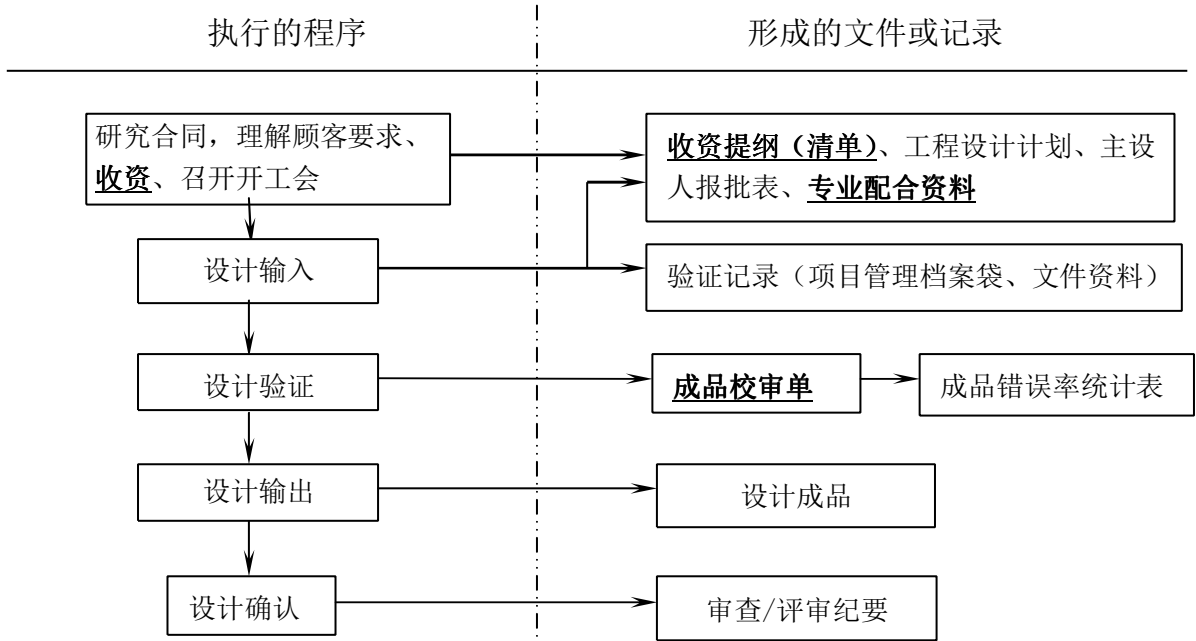 执行的程序
形成的文件或记录
研究合同，理解顾客要求、
收资、召开开工会
收资提纲（清单）、工程设计计划、主设
人报批表、专业配合资料
设计输入
验证记录（项目管理档案袋、文件资料）
设计验证
成品校审单
成品错误率统计表
设计输出
设计成品
设计确认
审查/评审纪要